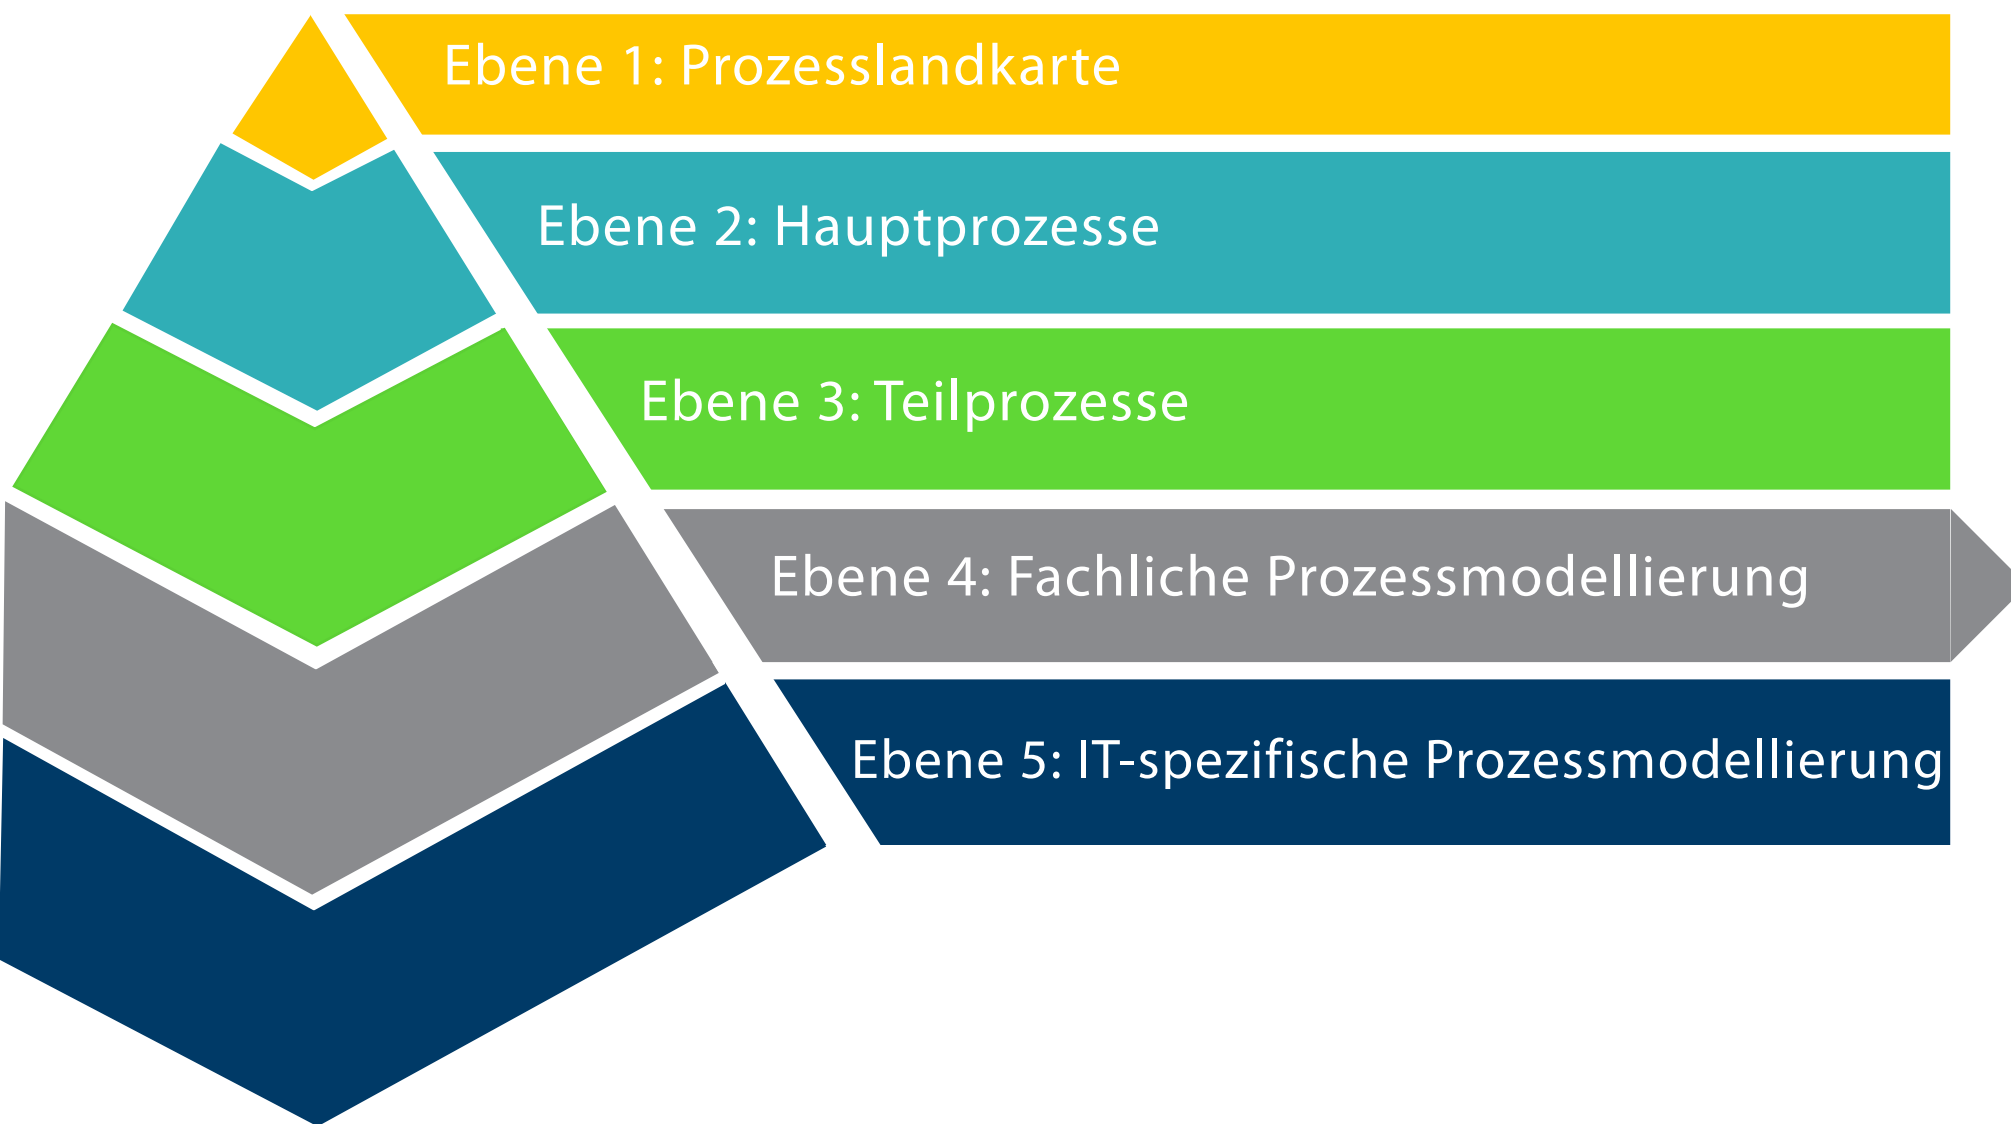 Ebene 1: Prozesslandkarte
Ebene 2: Hauptprozesse
Ebene 3: Teilprozesse
Ebene 4: Fachliche Prozessmodellierung
Ebene 5: IT-spezifische Prozessmodellierung